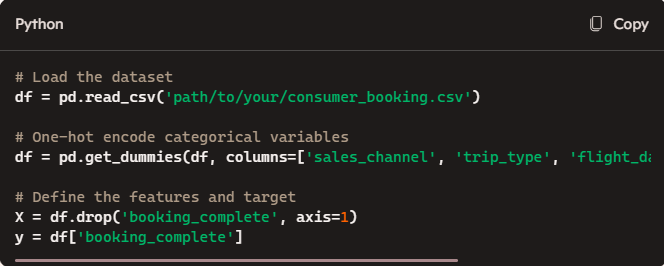 Python
Copy
# Load the dataset
df = pd.read_csv('path/to/your/consumer_booking.csv')
# One-hot encode categorical variables
df = pd.get_dummies(df, columns=['sales_channel', 'trip_type', 'flight_da
# Define the features and target
X = df.drop('booking_complete', axis=1)
y = df['booking_complete']